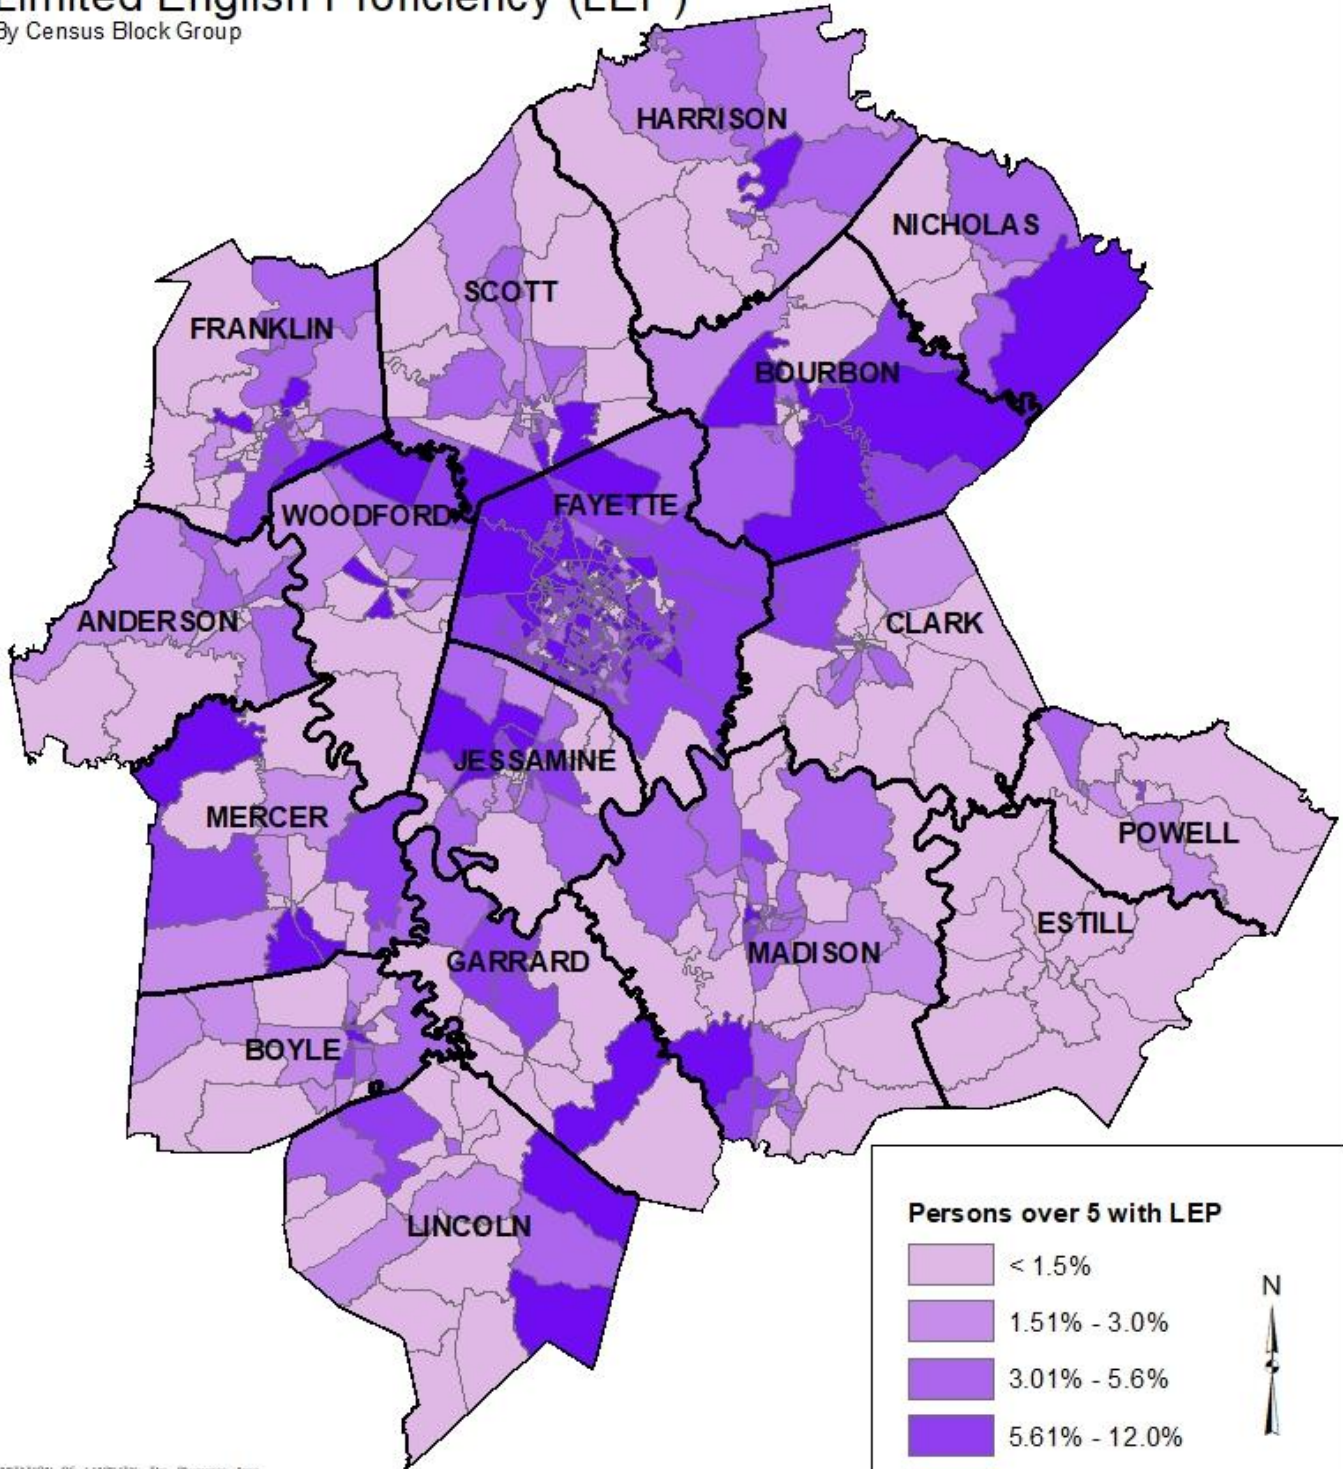 Limited English Proficiency (LEP)
By Census Block Group
HARRISON
NICHOLAS
SCOTT
FRANKLIN
BOURBON
FAYETTE
WOODFORD
ANDERSON
CLARK
JESSAMINE
MERCER
POWELL
ESTILL
GARRARD
MADISON
BOYLE
LINCOLN
Persons over 5 with LEP
< 1.5%
1.51% - 3.0%
3.01% - 5.6%
5.61% - 12.0%
N